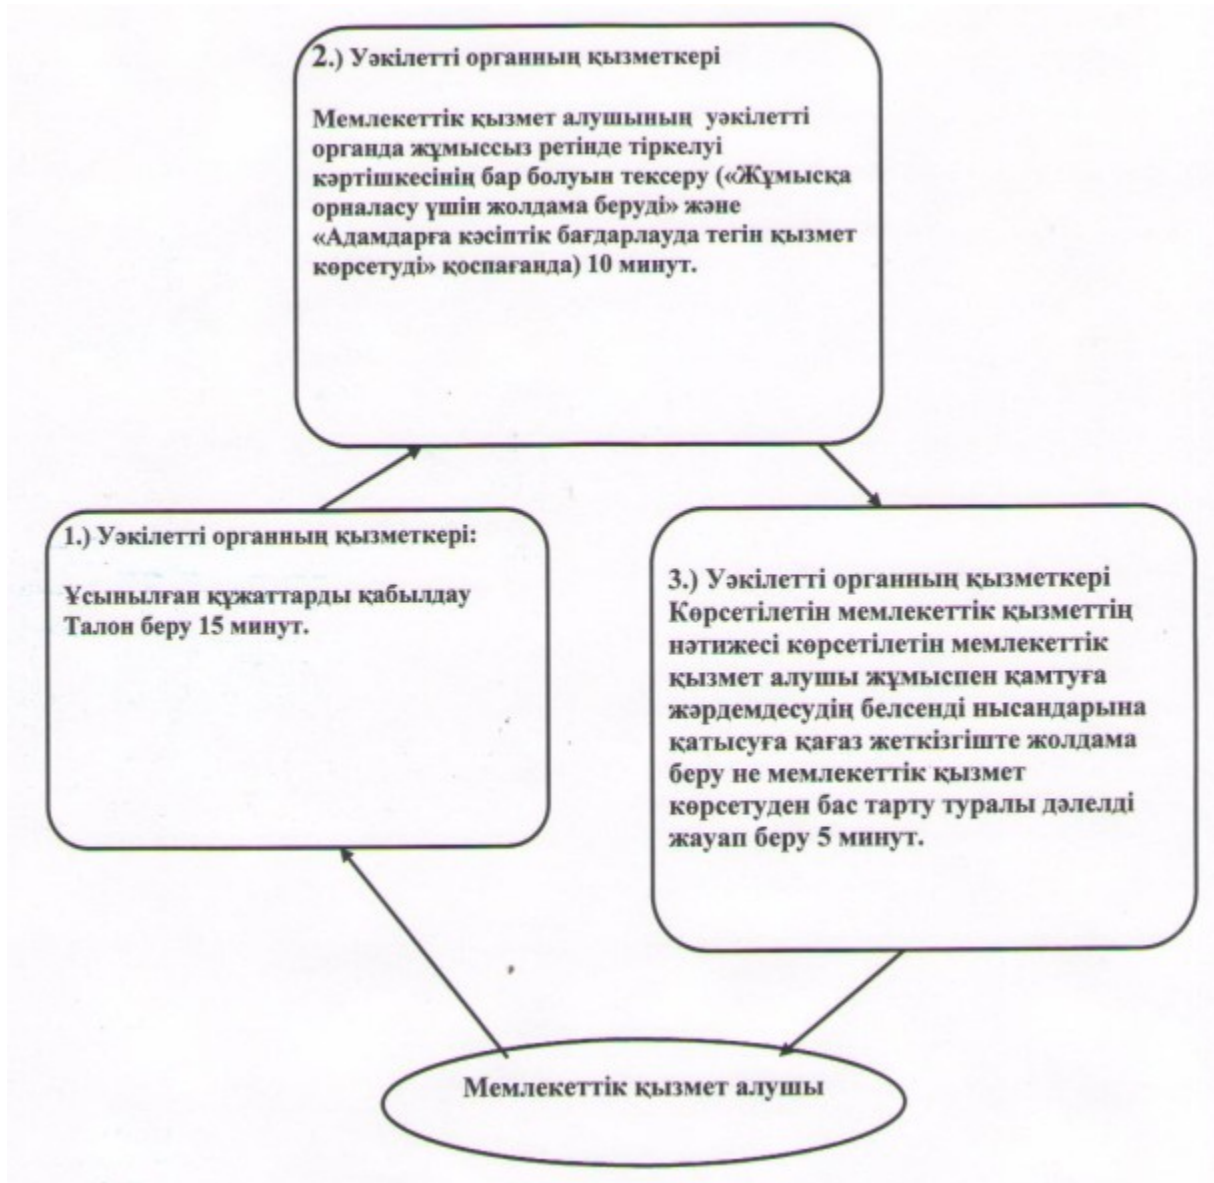 2.) Уәкілетті органның қызметкері
Мемлекеттік қызмет алушының уәкілетті
органда жұмыссыз ретінде тіркелуі
кәртішкесінің бар болуын тексеру («Жұмысқа
орналасу үшін жолдама беруді» және
«Адамдарға кәсіптік бағдарлауда тегін қызмет
көрсетуді» қоспағанда) 10 минут.
1.) Уәкілетті органның қызметкері:
Ұсынылған құжаттарды қабылдау
Талон беру 15 минут.
3.) Уәкілетті органның қызметкері
Көрсетілетін мемлекеттік қызметтің
нәтижесі көрсетілетін мемлекеттік
қызмет алушы жұмыспен қамтуға
жәрдемдесудің белсенді нысандарына
қатысуға қағаз жеткізгіште жолдама
беру не мемлекеттік қызмет
көрсетуден бас тарту туралы дәлелді
жауап беру 5 минут.
Мемлекеттік қызмет алушы